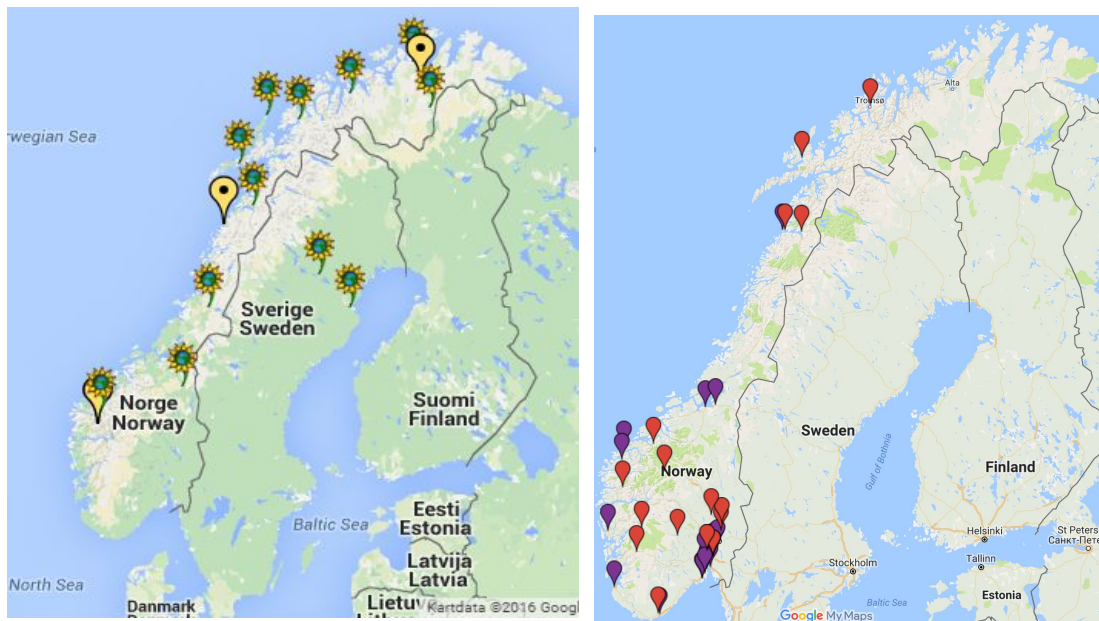 rwegian Sea
Sverige
Sweden
Norge
Norway
Suomi
Finland
Baltic Sea
Eesti
Estonia
Latvija
Latvia
North Sea
Danmark
Kartdata ©2016 Googl
Alta
Tromsø
Sweden
Gulf of Bothnia
Norway
Finland
Helsinki
St Peters
Санкт-Пете
Tallinn
Stockholm
Estonia
Baltic Sea
Google My Maps